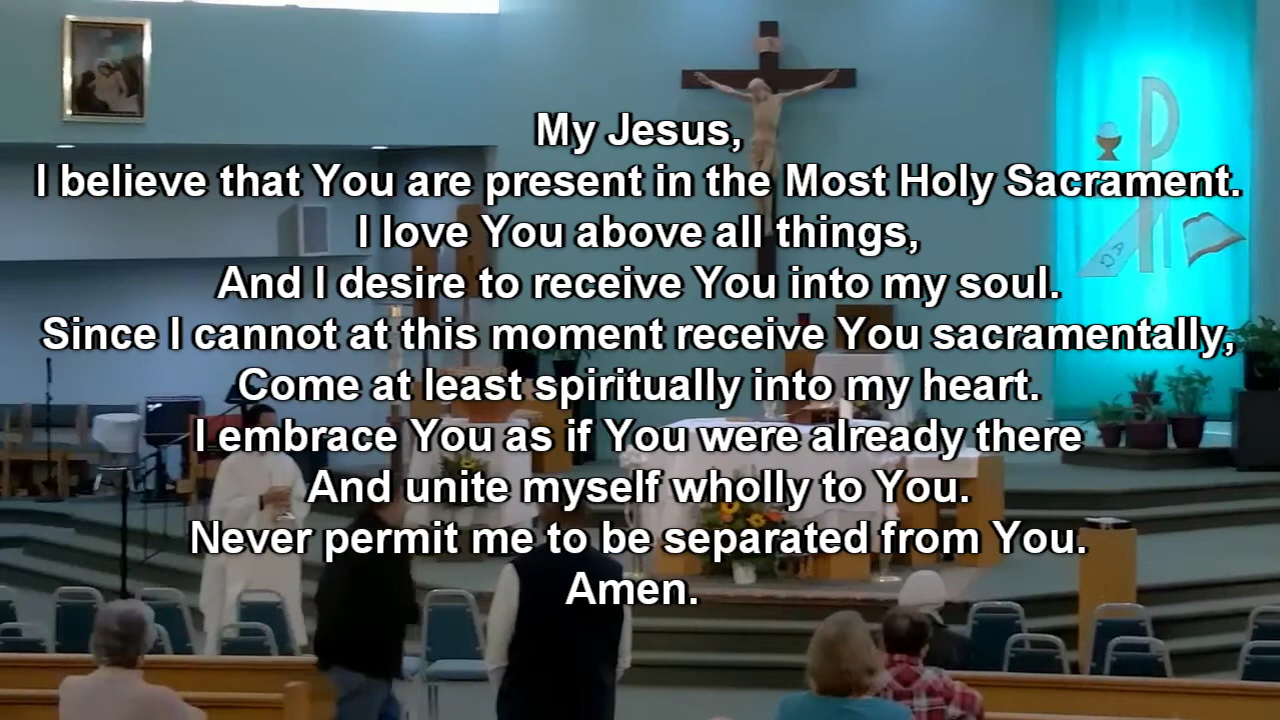 My Jesus,
I believe that You are present in the Most Holy Sacrament.
I love You above all things,
And I desire to receive You into my soul.
Since I cannot at this moment receive You sacramentally,
Come at least spiritually into my heart.
I embrace You as if You were already there
And unite myself wholly to You.
Never permit me to be separated from You.
Amen.